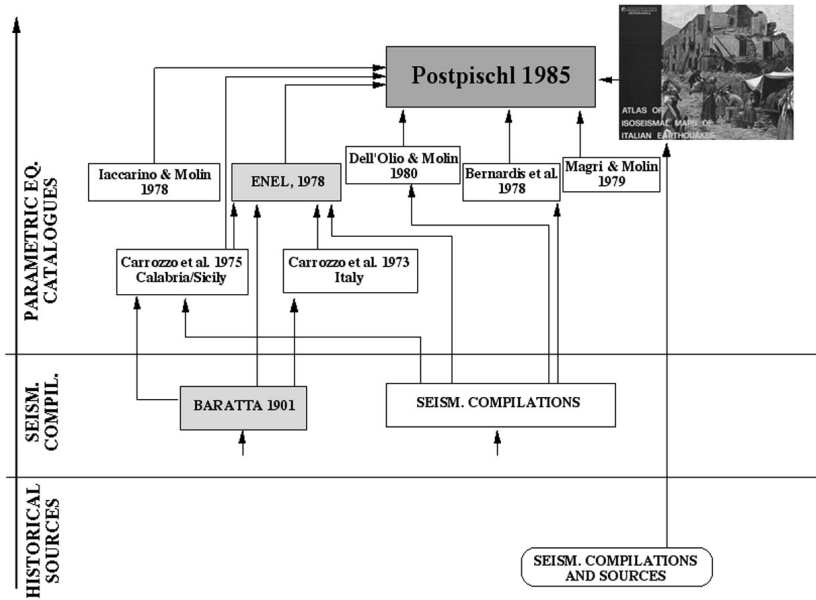 Postpischl 1985
ATLAS OF
ISOSEISMAL MAPS OF
ITALIAN EARTHQUAKES
Iaccarino & Molin
1978
ENEL, 1978
Dell'Olio & Molin
1980
Bernardis et al.
1978
Magri & Molin
1979
PARAMETRIC EQ.
CATALOGUES
Carrozzo et al. 1975
Calabria/Sicily
Carrozzo et al. 1973
Italy
SEISM.
COMPIL.
BARATTA 1901
SEISM. COMPILATIONS
HISTORICAL
SOURCES
SEISM. COMPILATIONS
AND SOURCES